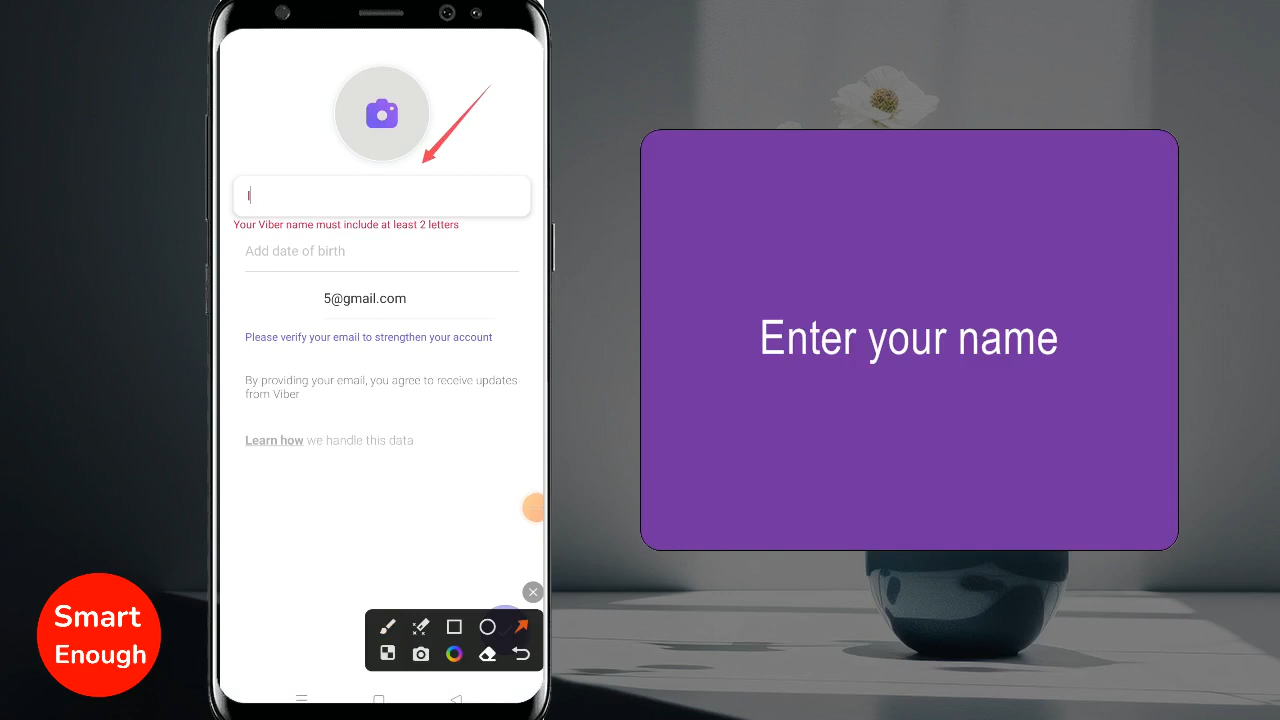 Your Viber name must include at least 2 letters
Add date of birth
5@gmail.com
Please verify your email to strengthen your account
By providing your email, you agree to receive updates
from Viber
Learn how we handle this data
Enter your name
Smart
Enough